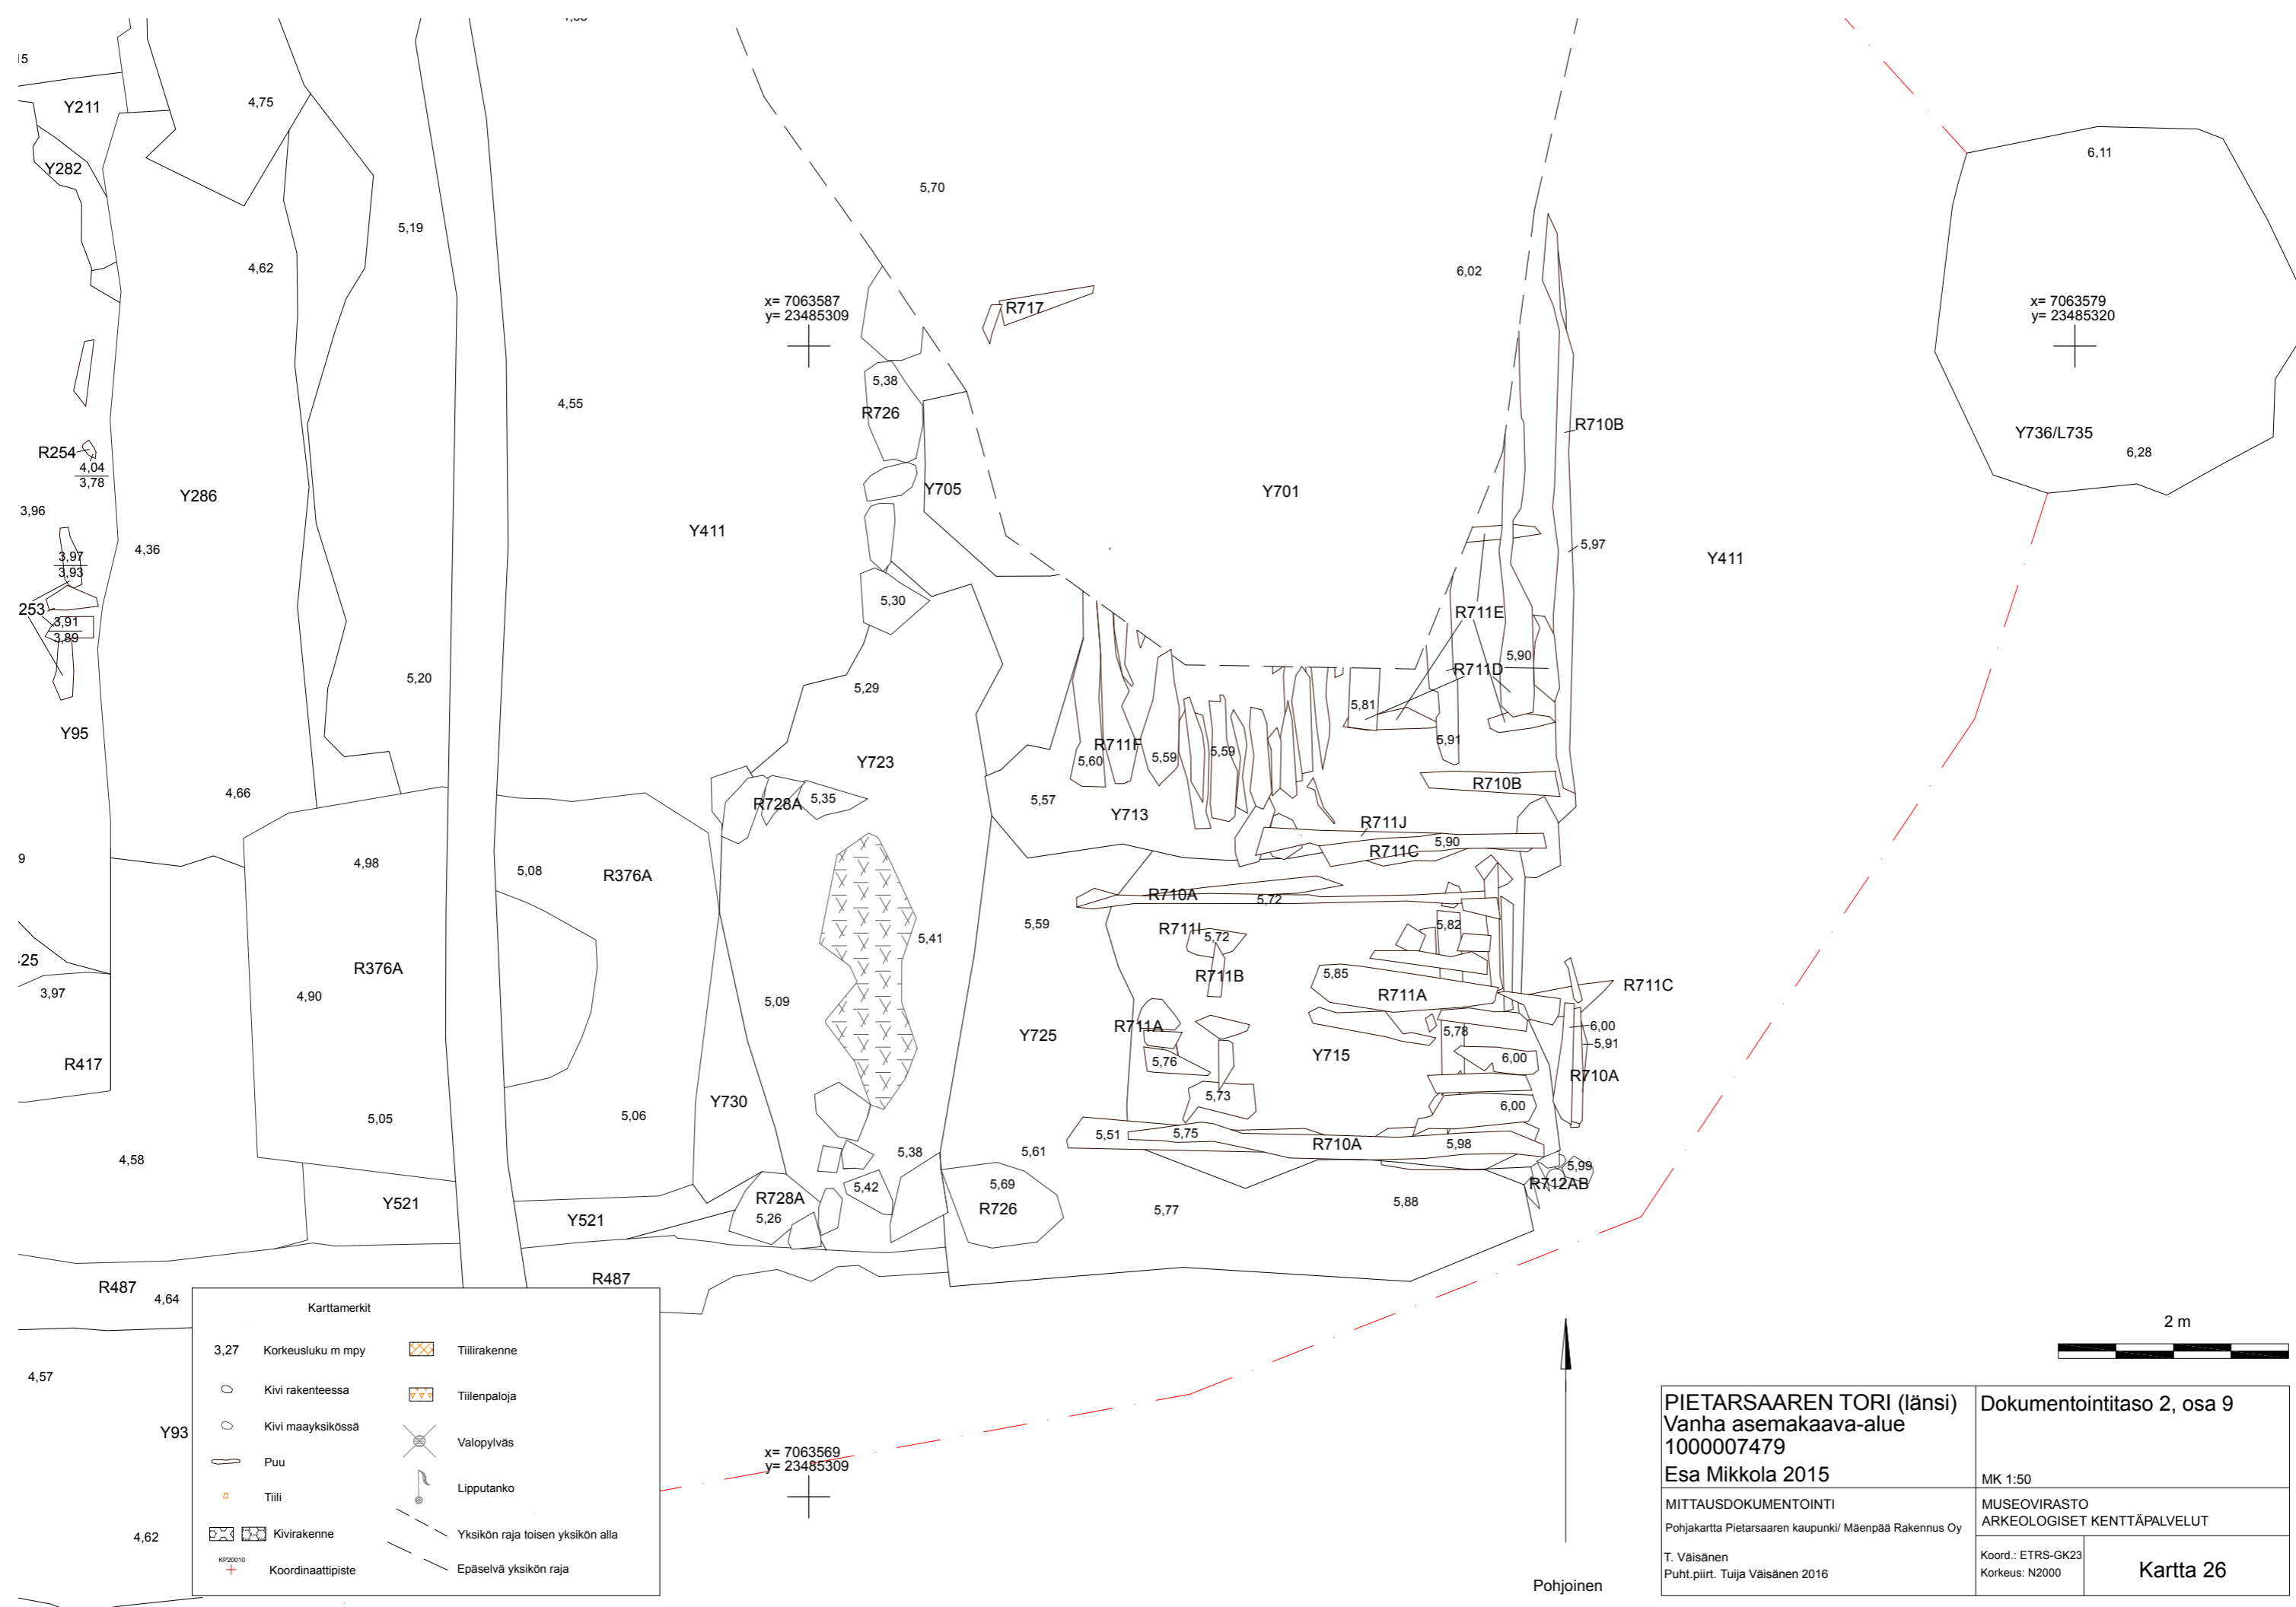 15
Y211
4,75
Y282
5,19
4,62
5,70
6,02
6,11
x= 7063587
y= 23485309
R717
x= 7063579
y= 23485320
5,38
R726
4,55
R710B
Y736/L735
6,28
R254
4,04
3,78
Y286
3,96
4,36
Y705
Y701
Y411
5,97
Y411
3,97
3,93
253
3,91
3,89
5,30
R711E
5,90
R711D
5,20
5,29
5,81
Y95
R711F
5,60
5,59
5,59
5,91
Y723
R710B
4,66
R728A
5,35
5,57
Y713
R711J
5,90
R711C
9
4,98
5,08
R376A
R710A
5,72
5,59
R711I
5,72
5,82
5,41
25
3,97
R376A
4,90
5,09
R711B
5,85
R711A
R711C
Y725
R711A
5,76
Y715
5,78
6,00
6,00
5,91
R710A
R417
5,73
6,00
Y730
5,05
5,06
5,51
5,75
R710A
5,98
4,58
5,38
5,61
5,99
R712AB
Y521
Y521
R728A
5,26
5,42
5,69
R726
5,77
5,88
R487
4,64
R487
4,57
Y93
4,62
x= 7063569
y= 23485309
Karttamerkit
3,27 Korkeusluku m mpy
Kivi rakenteessa
Kivi maayksikössä
Puu
Tiili
Kivirakenne
KP20010
Koordinaattipiste
Tiilirakenne
Tiilenpaloja
Valopylväs
Lipputanko
Yksikön raja toisen yksikön alla
Epäselvä yksikön raja
Pohjoinen
2 m
PIETARSAAREN TORI (länsi)
Vanha asemakaava-alue
1000007479
Esa Mikkola 2015
Dokumentointitaso 2, osa 9
MK 1:50
MITTAUSDOKUMENTOINTI
Pohjakartta Pietarsaaren kaupunki/ Mäenpää Rakennus Oy
T. Väisänen
Puht.piirt. Tuija Väisänen 2016
MUSEOVIRASTO
ARKEOLOGISET KENTTÄPALVELUT
Koord.: ETRS-GK23
Korkeus: N2000
Kartta 26